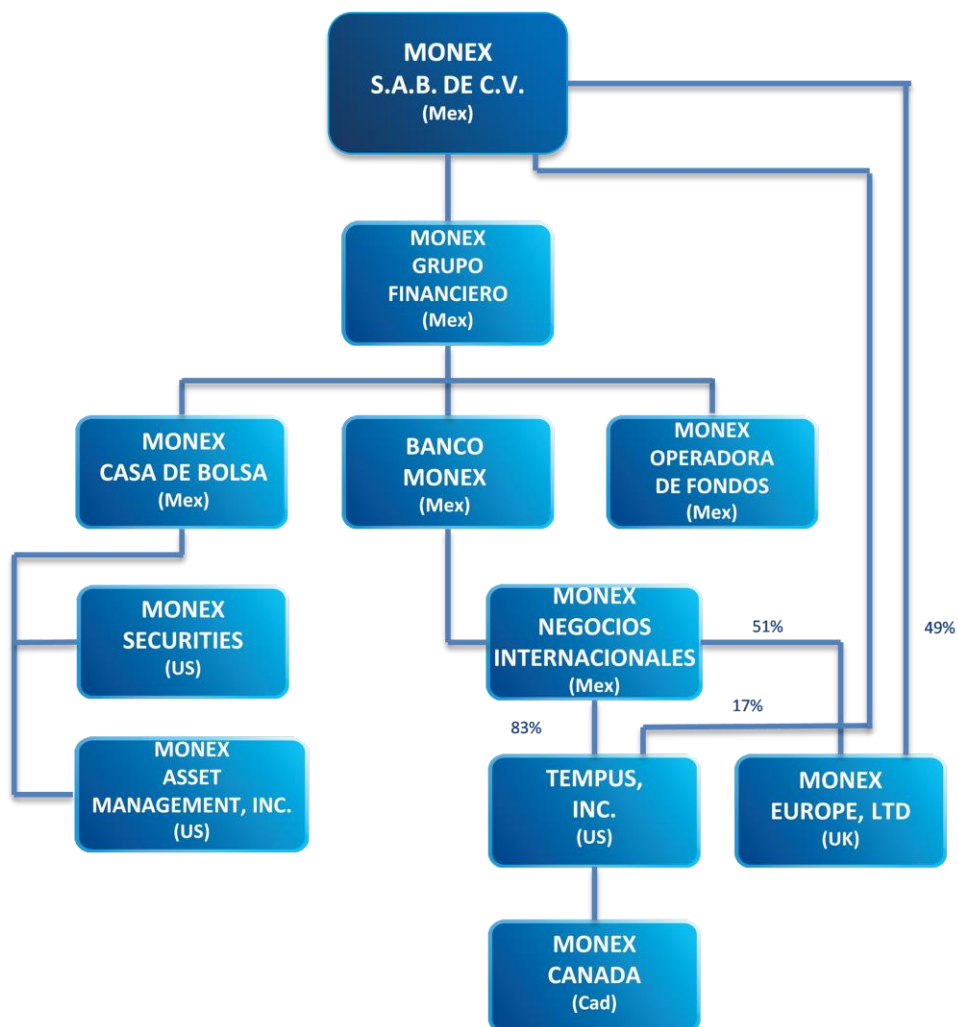 MONEX
S.A.B. DE C.V.
(Mex)
MONEX
GRUPO
FINANCIERO
(Mex)
MONEX
CASA DE BOLSA
(Mex)
BANCO
MONEX
(Mex)
MONEX
OPERADORA
DE FONDOS
(Mex)
MONEX
SECURITIES
(US)
MONEX
NEGOCIOS
INTERNACIONALES
(Mex)
51%
49%
83%
17%
MONEX
ASSET
MANAGEMENT, INC.
(US)
TEMPUS,
INC.
(US)
MONEX
EUROPE, LTD
(UK)
MONEX
CANADA
(Cad)